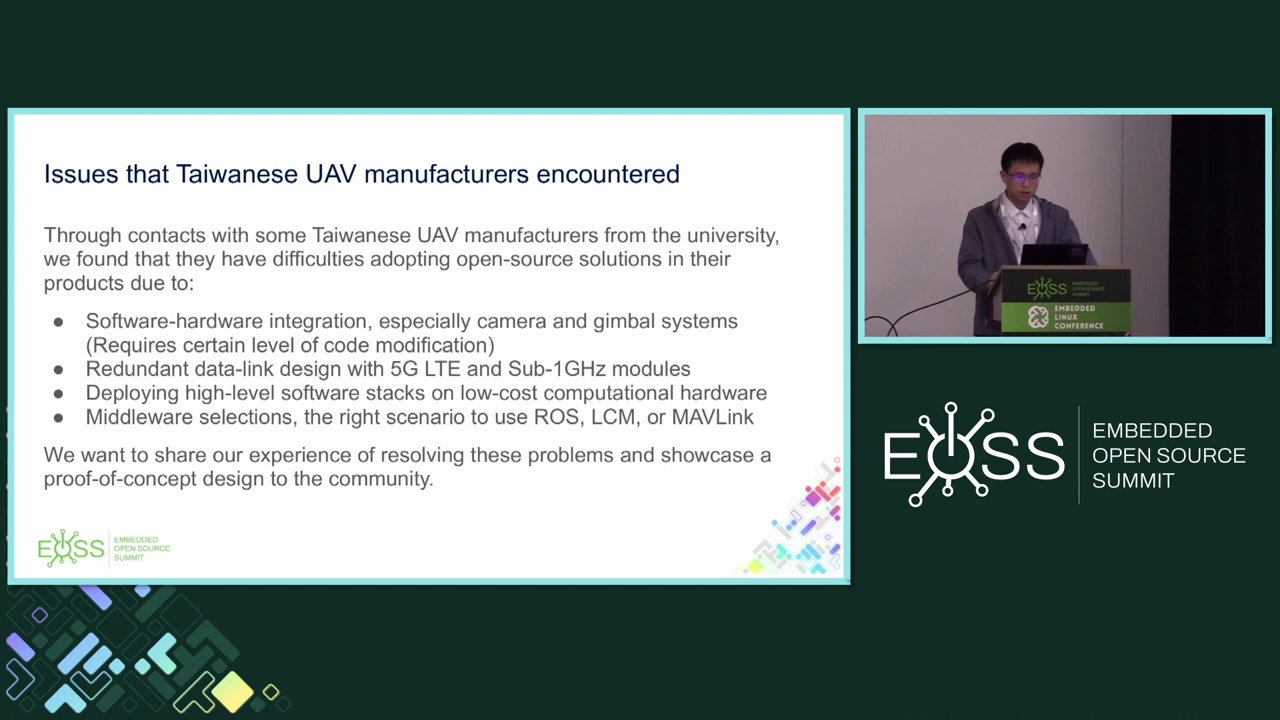 Issues that Taiwanese UAV manufacturers encountered
Through contacts with some Taiwanese UAV manufacturers from the university,
we found that they have difficulties adopting open-source solutions in their
products due to:
● Software-hardware integration, especially camera and gimbal systems
(Requires certain level of code modification)
● Redundant data-link design with 5G LTE and Sub-1GHz modules
● Deploying high-level software stacks on low-cost computational hardware
● Middleware selections, the right scenario to use ROS, LCM, or MAVLink
We want to share our experience of resolving these problems and showcase a
proof-of-concept design to the community.
EOSS
EMBEDDED
OPEN SOURCE
SUMMIT
EOSS
EMBEDDED
OPEN SOURCE
SUMMIT
EMBEDDED
LINUX
CONFERENCE
EOSS
EMBEDDED
OPEN SOURCE
SUMMIT